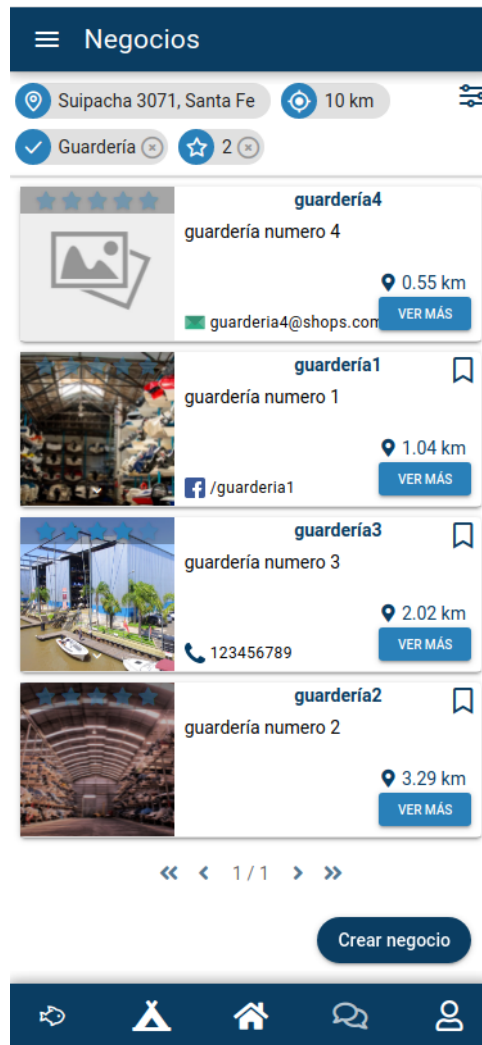 Negocios
Suipacha 3071, Santa Fe
10 km
Guardería
2
guardería4
guardería numero 4
0.55 km
guarderia4@shops.com
VER MÁS
guardería1
guardería numero 1
1.04 km
/guarderia1
VER MÁS
guardería3
guardería numero 3
2.02 km
123456789
VER MÁS
guardería2
guardería numero 2
3.29 km
VER MÁS
1 / 1
Crear negocio